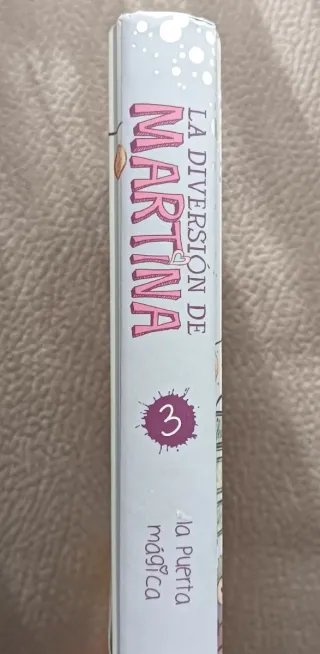 LA DIVERSIÓN DE
MARTINA
3
la puerta
mágica